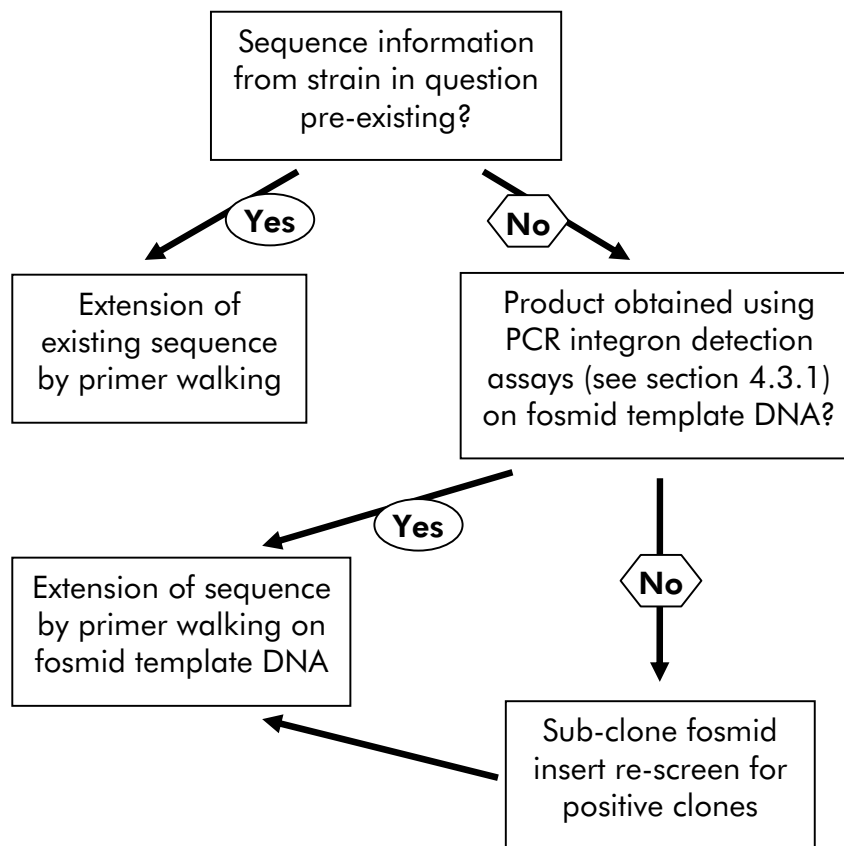 Sequence information
from strain in question
pre-existing?
Yes
No
Extension of
existing sequence
by primer walking
Product obtained using
PCR integron detection
assays (see section 4.3.1)
on fosmid template DNA?
Yes
No
Extension of sequence
by primer walking on
fosmid template DNA
Sub-clone fosmid
insert re-screen for
positive clones